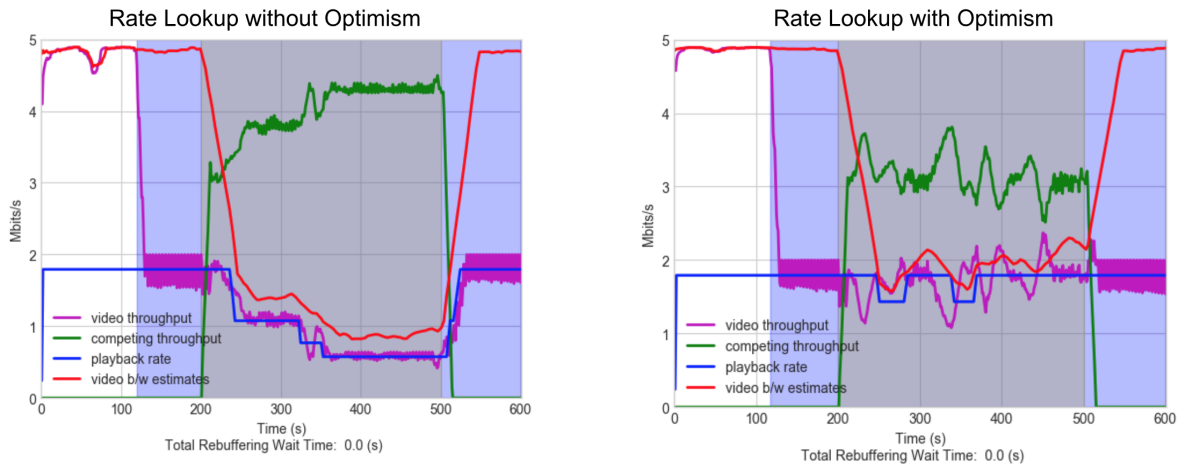 Rate Lookup without Optimism
5
4
3
2
1
0
Mbits/s
video throughput
competing throughput
playback rate
video b/w estimates
0 100 200 300 400 500 600
Time (s)
Total Rebuffering Wait Time: 0.0 (s)
Rate Lookup with Optimism
5
4
3
2
1
0
Mbits/s
video throughput
competing throughput
playback rate
video b/w estimates
0 100 200 300 400 500 600
Time (s)
Total Rebuffering Wait Time: 0.0 (s)